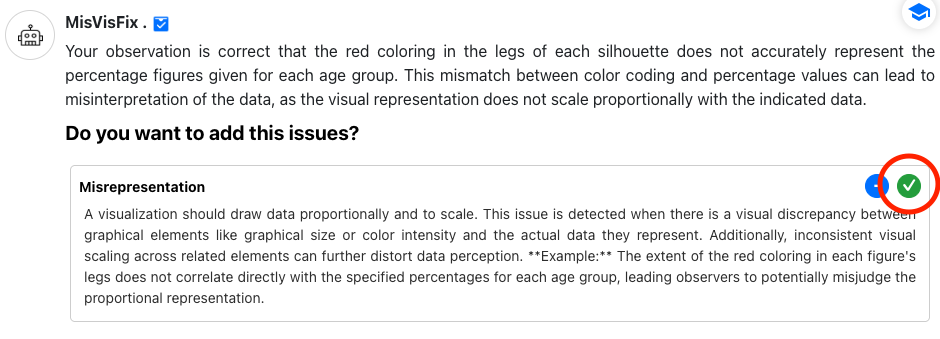 MisVisFix .
Your observation is correct that the red coloring in the legs of each silhouette does not accurately represent the
percentage figures given for each age group. This mismatch between color coding and percentage values can lead to
misinterpretation of the data, as the visual representation does not scale proportionally with the indicated data.
Do you want to add this issues?
Misrepresentation
A visualization should draw data proportionally and to scale. This issue is detected when there is a visual discrepancy between
graphical elements like graphical size or color intensity and the actual data they represent. Additionally, inconsistent visual
scaling across related elements can further distort data perception. **Example:** The extent of the red coloring in each figure's
legs does not correlate directly with the specified percentages for each age group, leading observers to potentially misjudge the
proportional representation.